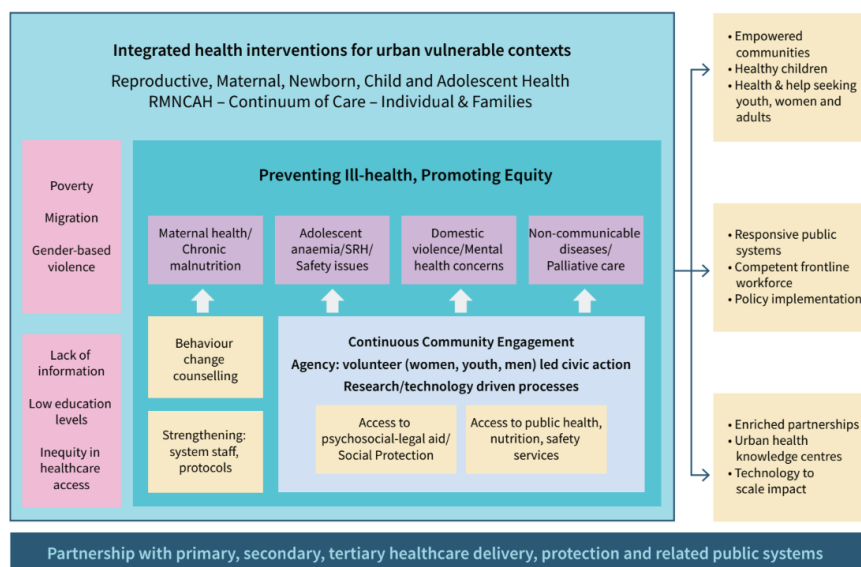 Integrated health interventions for urban vulnerable contexts
Reproductive, Maternal, Newborn, Child and Adolescent Health
RMNCAH – Continuum of Care – Individual & Families
Poverty
Migration
Gender-based
violence
Lack of
information
Low education
levels
Inequity in
healthcare
access
Preventing Ill-health, Promoting Equity
Maternal health/
Chronic
malnutrition
Adolescent
anaemia/SRH/
Safety issues
Domestic
violence/Mental
health concerns
Non-communicable
diseases/
Palliative care
Behaviour
change
counselling
Strengthening:
system staff,
protocols
Continuous Community Engagement
Agency: volunteer (women, youth, men) led civic action
Research/technology driven processes
Access to
psychosocial-legal aid/
Social Protection
Access to public health,
nutrition, safety
services
• Empowered
communities
• Healthy children
• Health & help seeking
youth, women and
adults
• Responsive public
systems
• Competent frontline
workforce
• Policy implementation
• Enriched partnerships
• Urban health
knowledge centres
• Technology to
scale impact
Partnership with primary, secondary, tertiary healthcare delivery, protection and related public systems